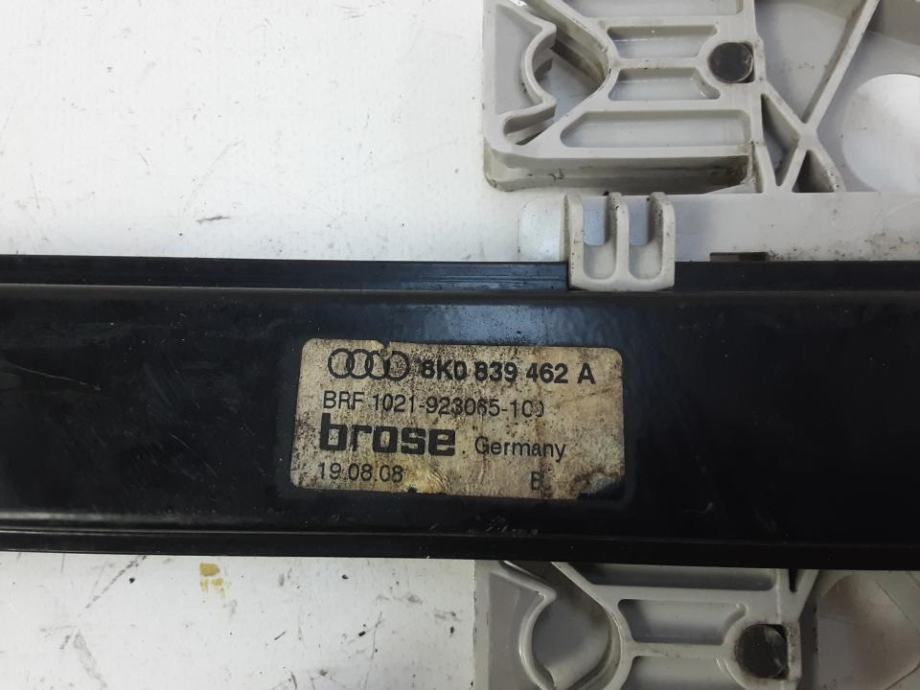 8K0 839 462 A
BRF 1021-923065-100
brose Germany
19.08.08 B